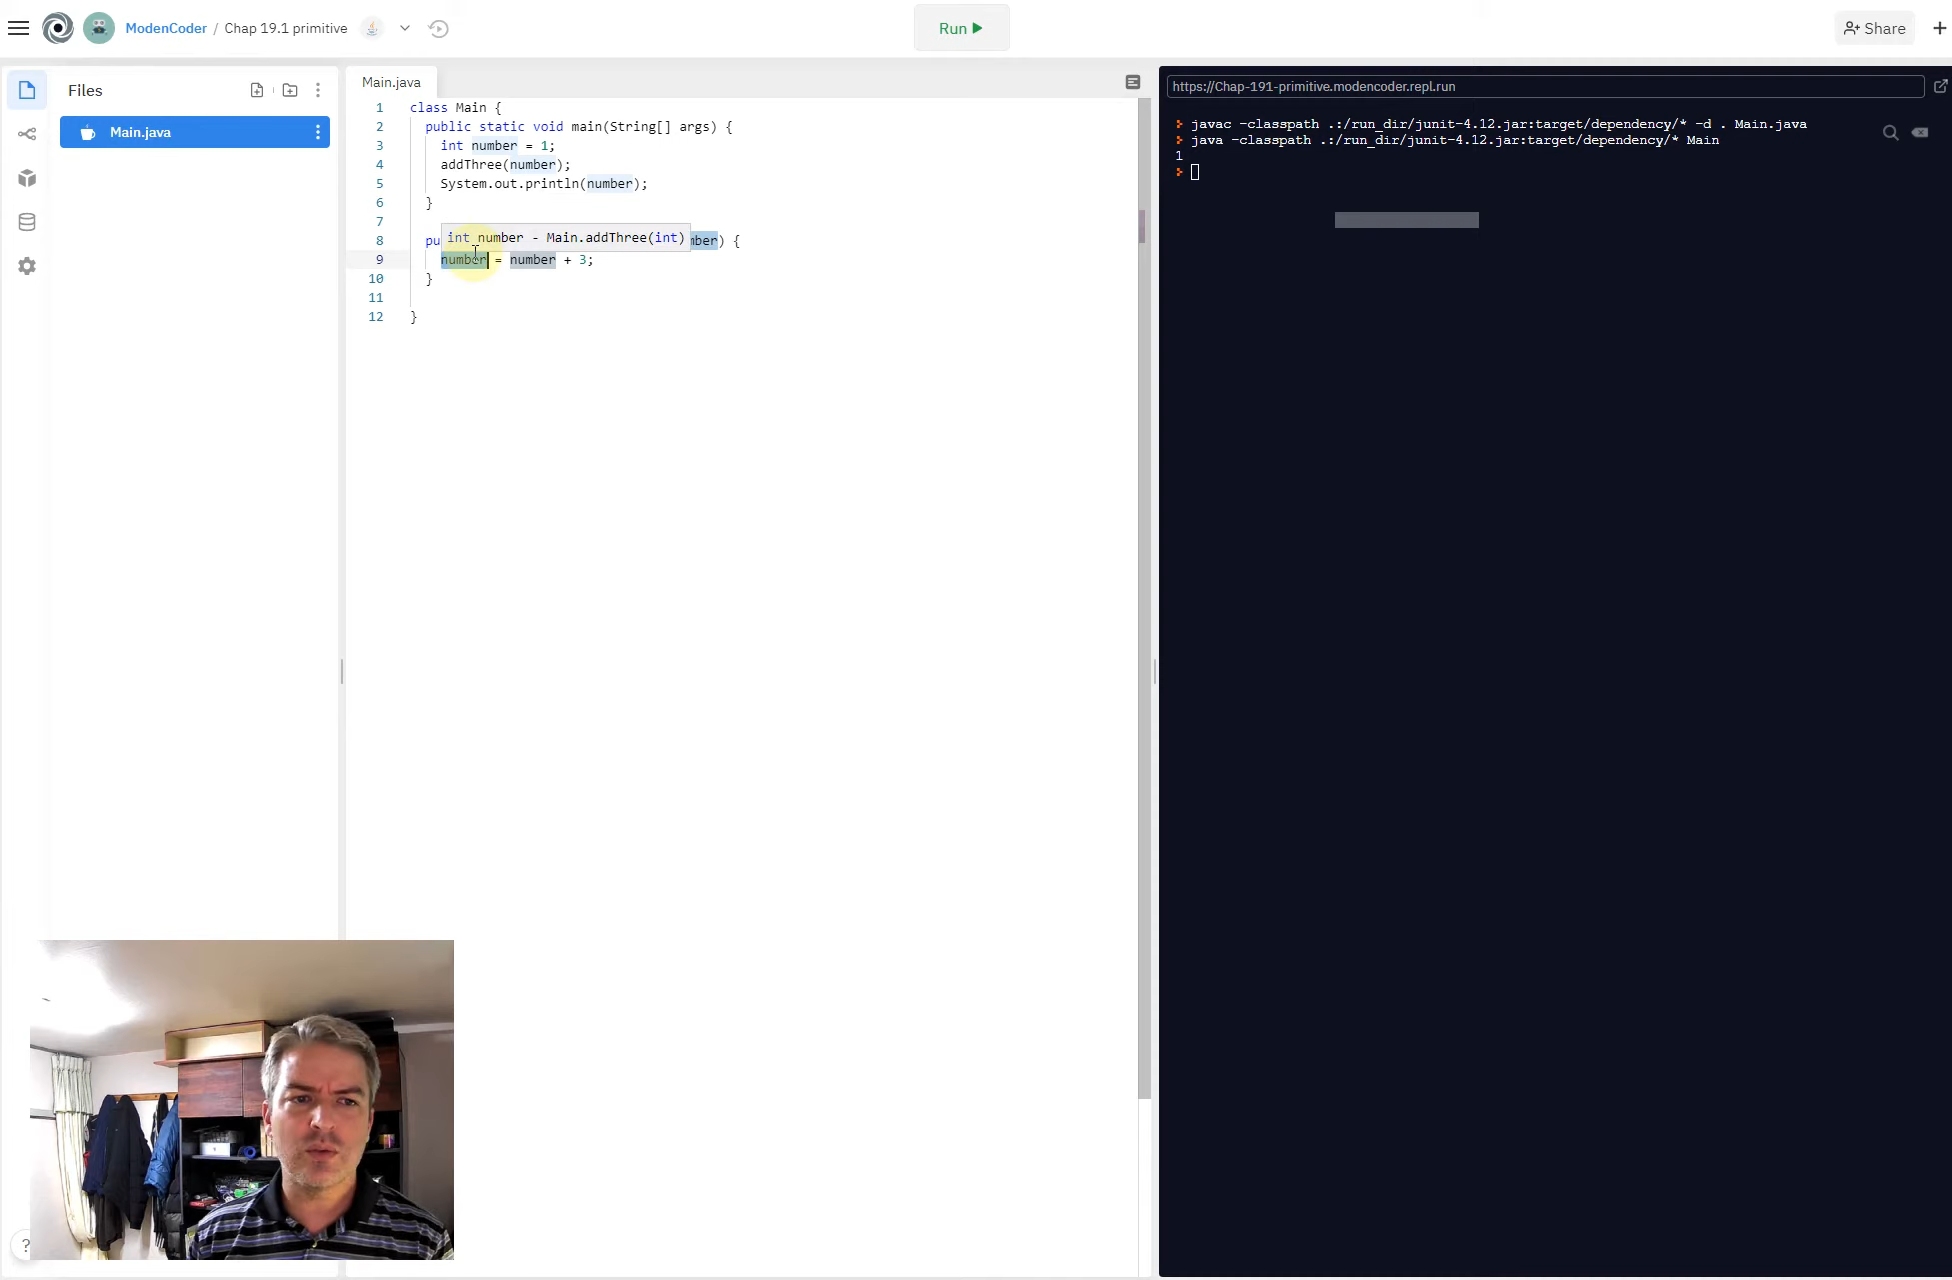 ModenCoder / Chap 19.1 primitive
Run
Share
Files
Main.java
Main.java
1 class Main {
2 public static void main(String[] args) {
3 int number = 1;
4 addThree(number);
5 System.out.println(number);
6 }
7
int number - Main.addThree(int)
8 pu mber) {
9 number = number + 3;
10 }
11
12 }
https://Chap-191-primitive.modencoder.repl.run
javac -classpath .:/run_dir/junit-4.12.jar:target/dependency/* -d . Main.java
java -classpath .:/run_dir/junit-4.12.jar:target/dependency/* Main
1
?